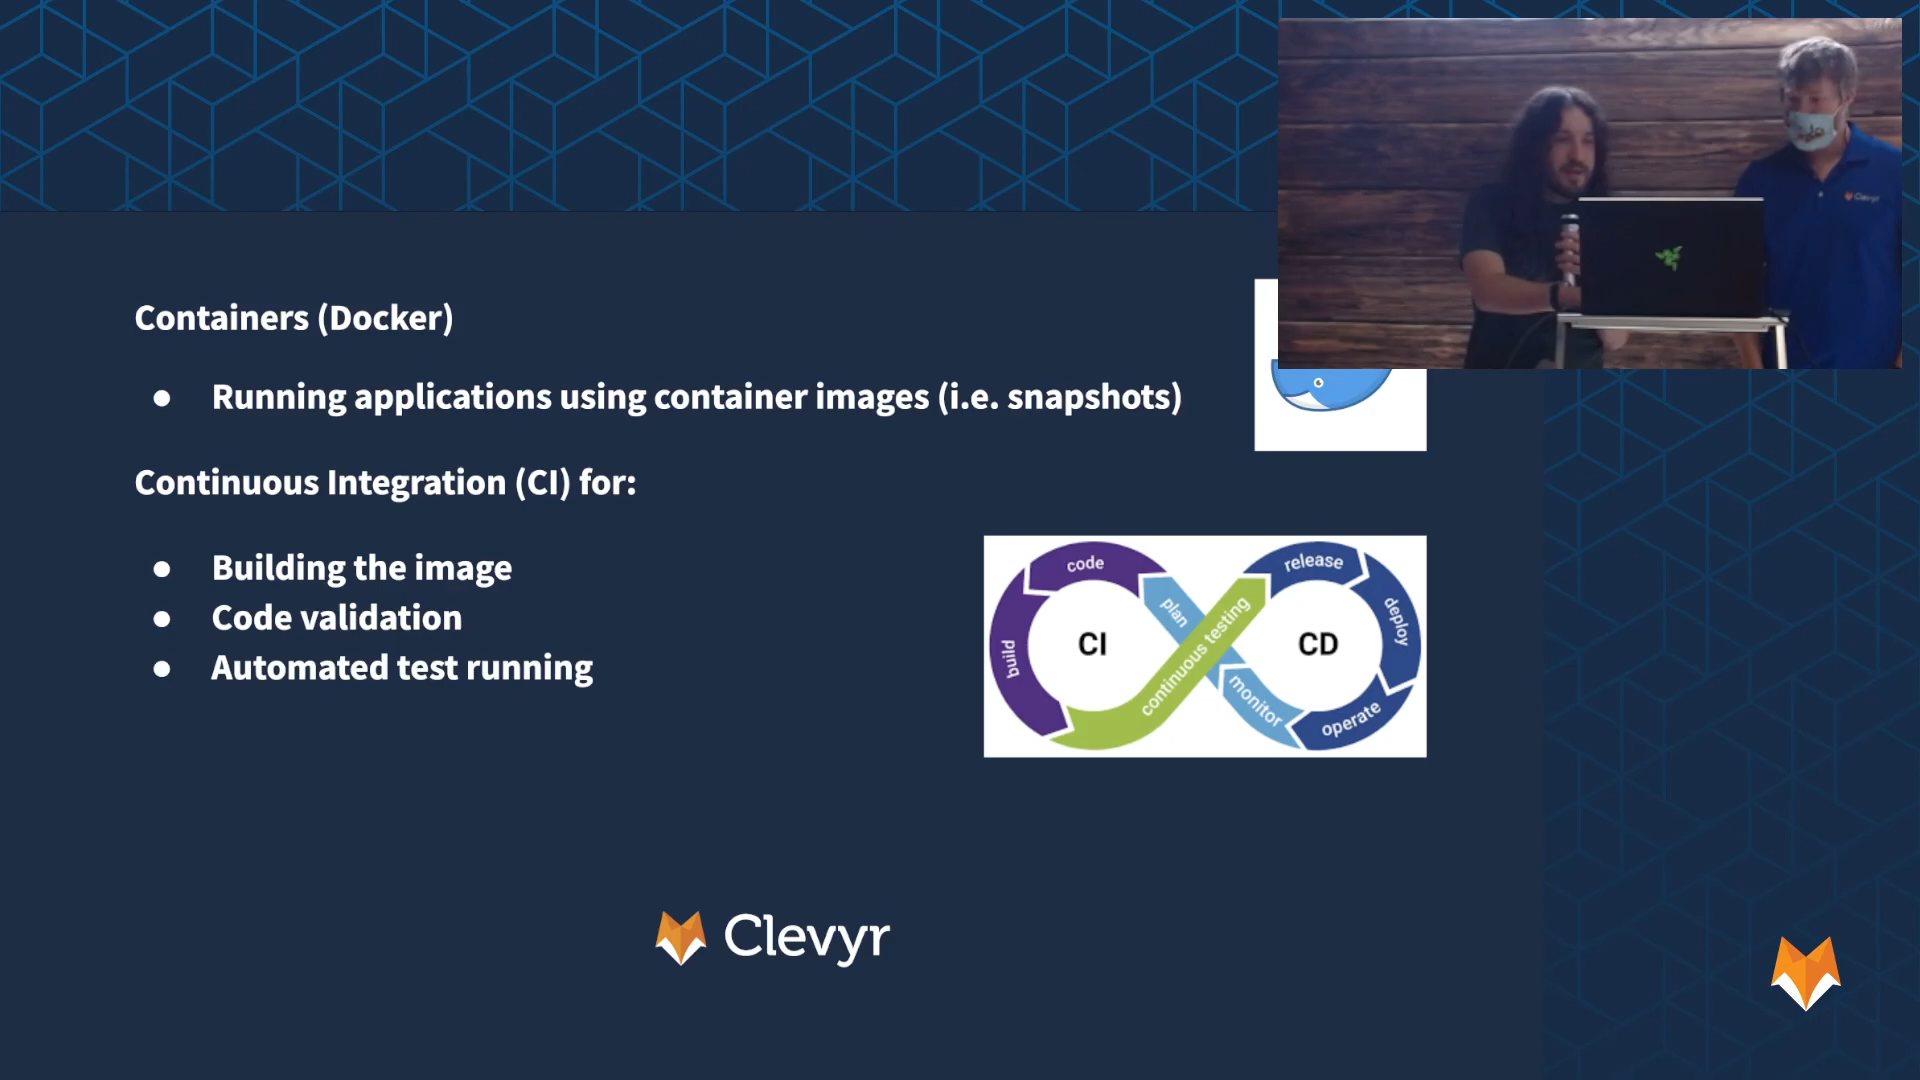 Containers (Docker)
● Running applications using container images (i.e. snapshots)
Continuous Integration (CI) for:
● Building the image
● Code validation
● Automated test running
code
build
plan
continuous testing
release
deploy
operate
monitor
CI
CD
Clevyr
Clevyr